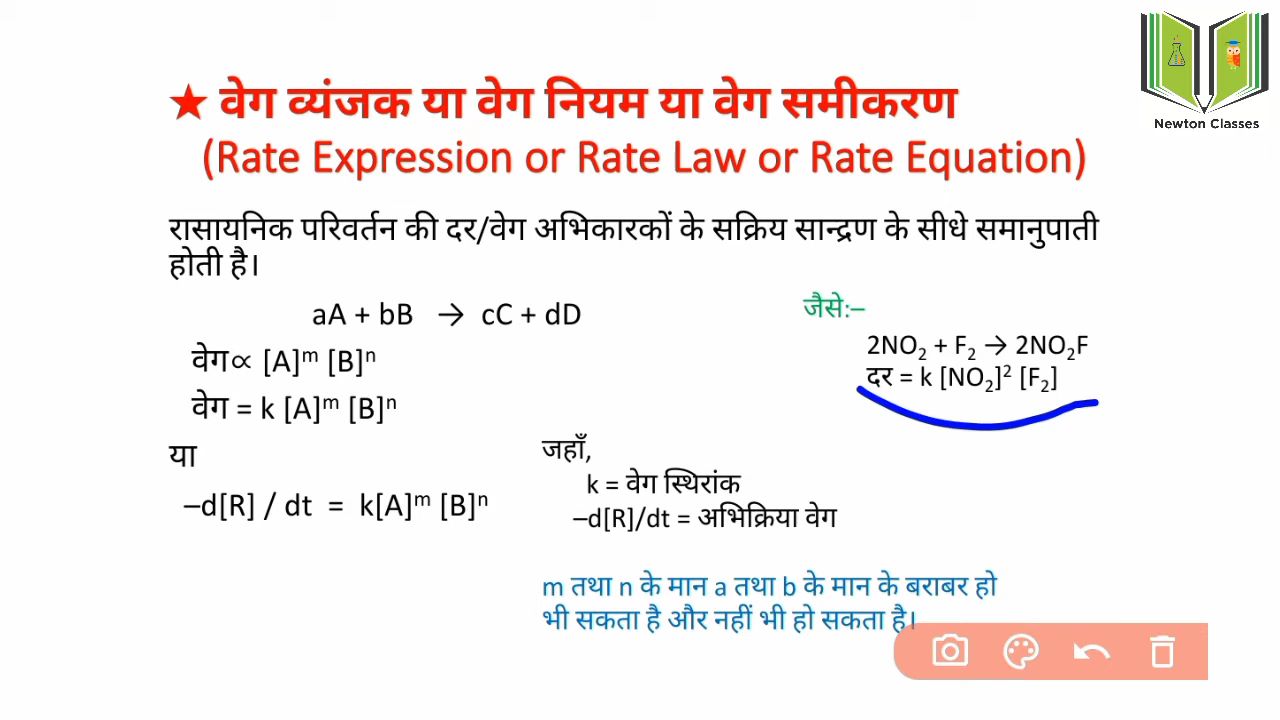 Newton Classes
★ वेग व्यंजक या वेग नियम या वेग समीकरण
(Rate Expression or Rate Law or Rate Equation)
रासायनिक परिवर्तन की दर/वेग अभिकारकों के सक्रिय सान्द्रण के सीधे समानुपाती
होती है।
aA + bB → cC + dD
वेग∝ [A]ᵐ [B]ⁿ
वेग = k [A]ᵐ [B]ⁿ
या
–d[R] / dt = k[A]ᵐ [B]ⁿ
जैसे:–
2NO₂ + F₂ → 2NO₂F
दर = k [NO₂]² [F₂]
जहाँ,
k = वेग स्थिरांक
–d[R]/dt = अभिक्रिया वेग
m तथा n के मान a तथा b के मान के बराबर हो
भी सकता है और नहीं भी हो सकता है।